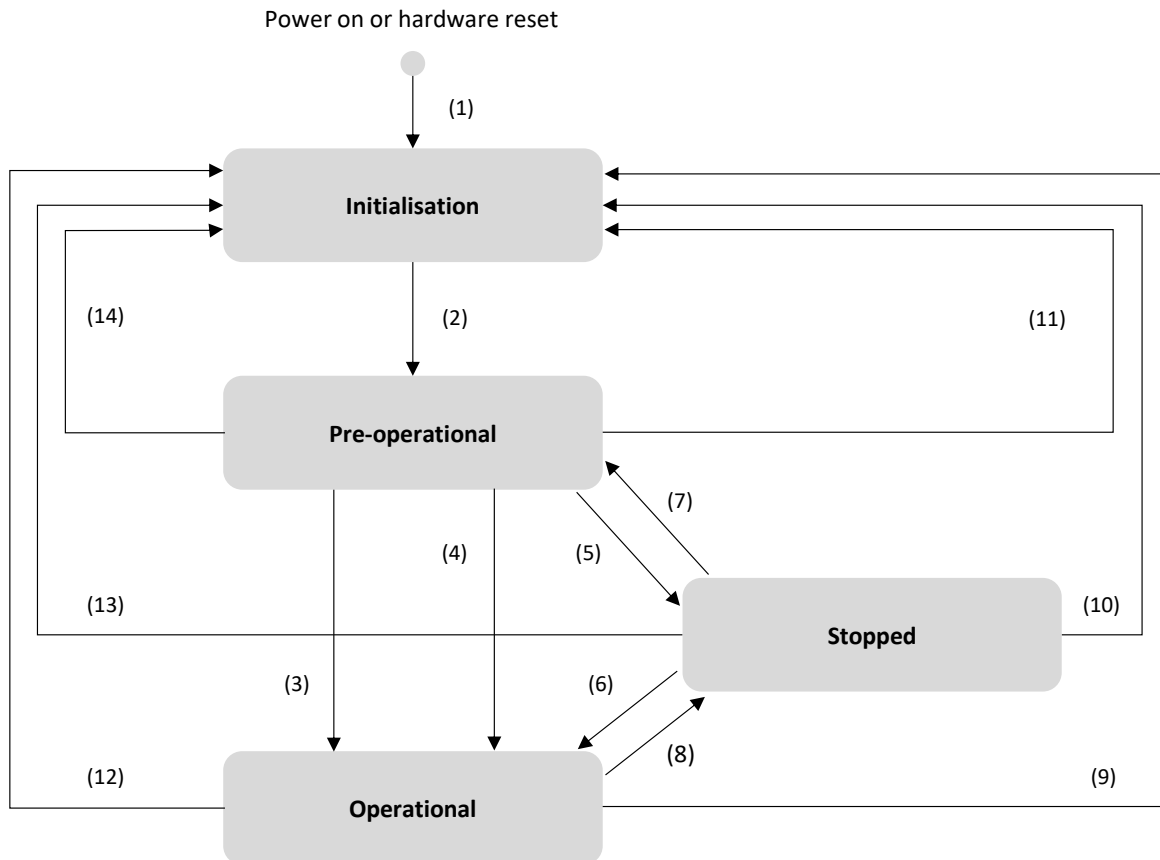 Power on or hardware reset
(1)
Initialisation
(14)
(2)
(11)
Pre-operational
(7)
(4)
(5)
(13)
(10)
Stopped
(3)
(6)
(8)
(12)
(9)
Operational